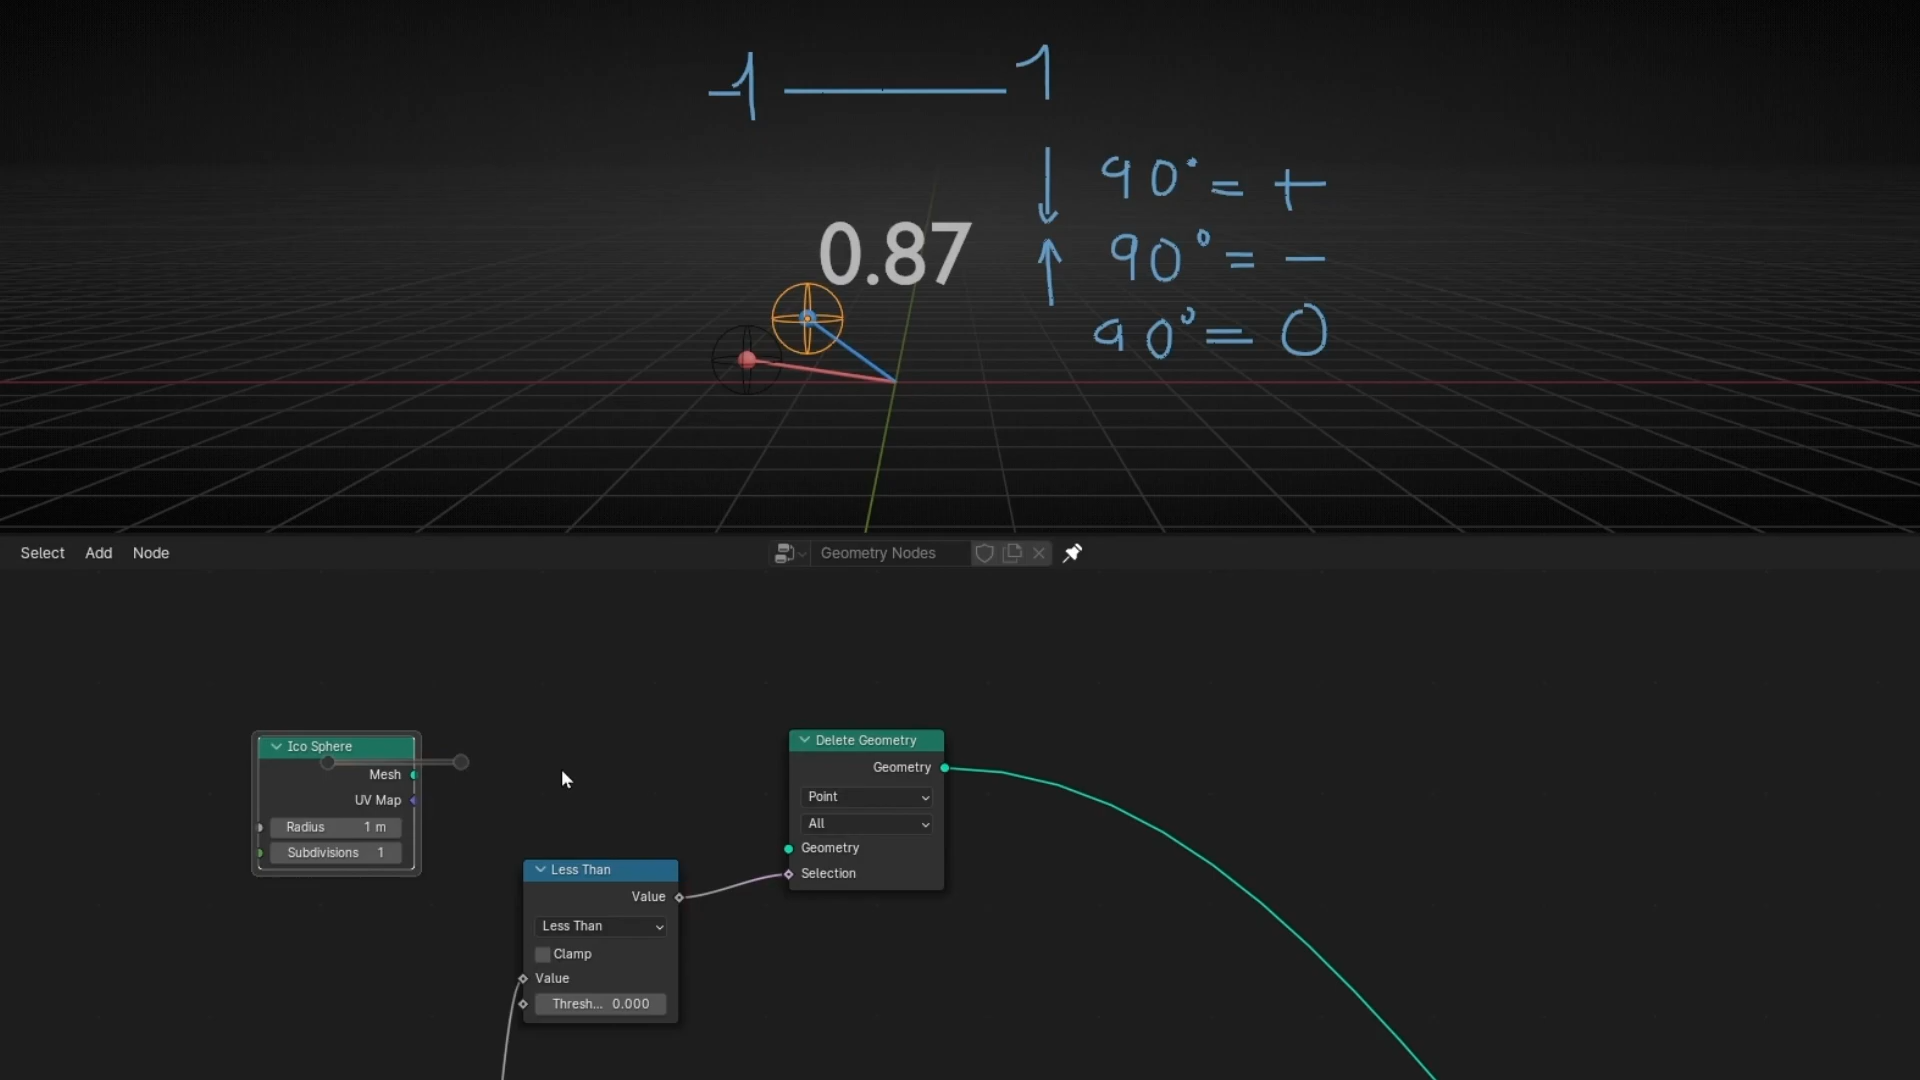 -1 — 1
↓ 90° = +
0.87
↑ 90° = -
90° = 0
Select Add Node
Geometry Nodes
Ico Sphere
Mesh
UV Map
Radius 1 m
Subdivisions 1
Less Than
Value
Less Than
Clamp
Value
Thresh... 0.000
Delete Geometry
Geometry
Point
All
Geometry
Selection